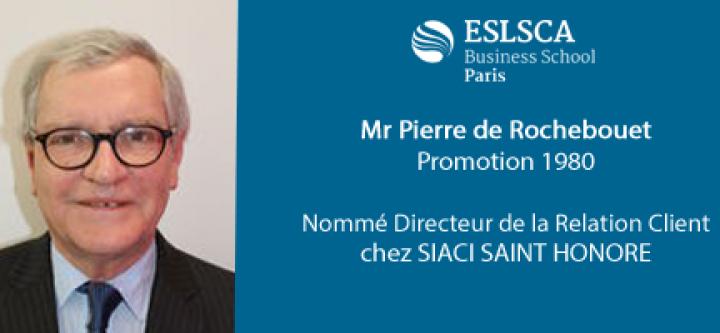 ESLSCA
Business School
Paris
Mr Pierre de Rochebouet
Promotion 1980
Nommé Directeur de la Relation Client
chez SIACI SAINT HONORE